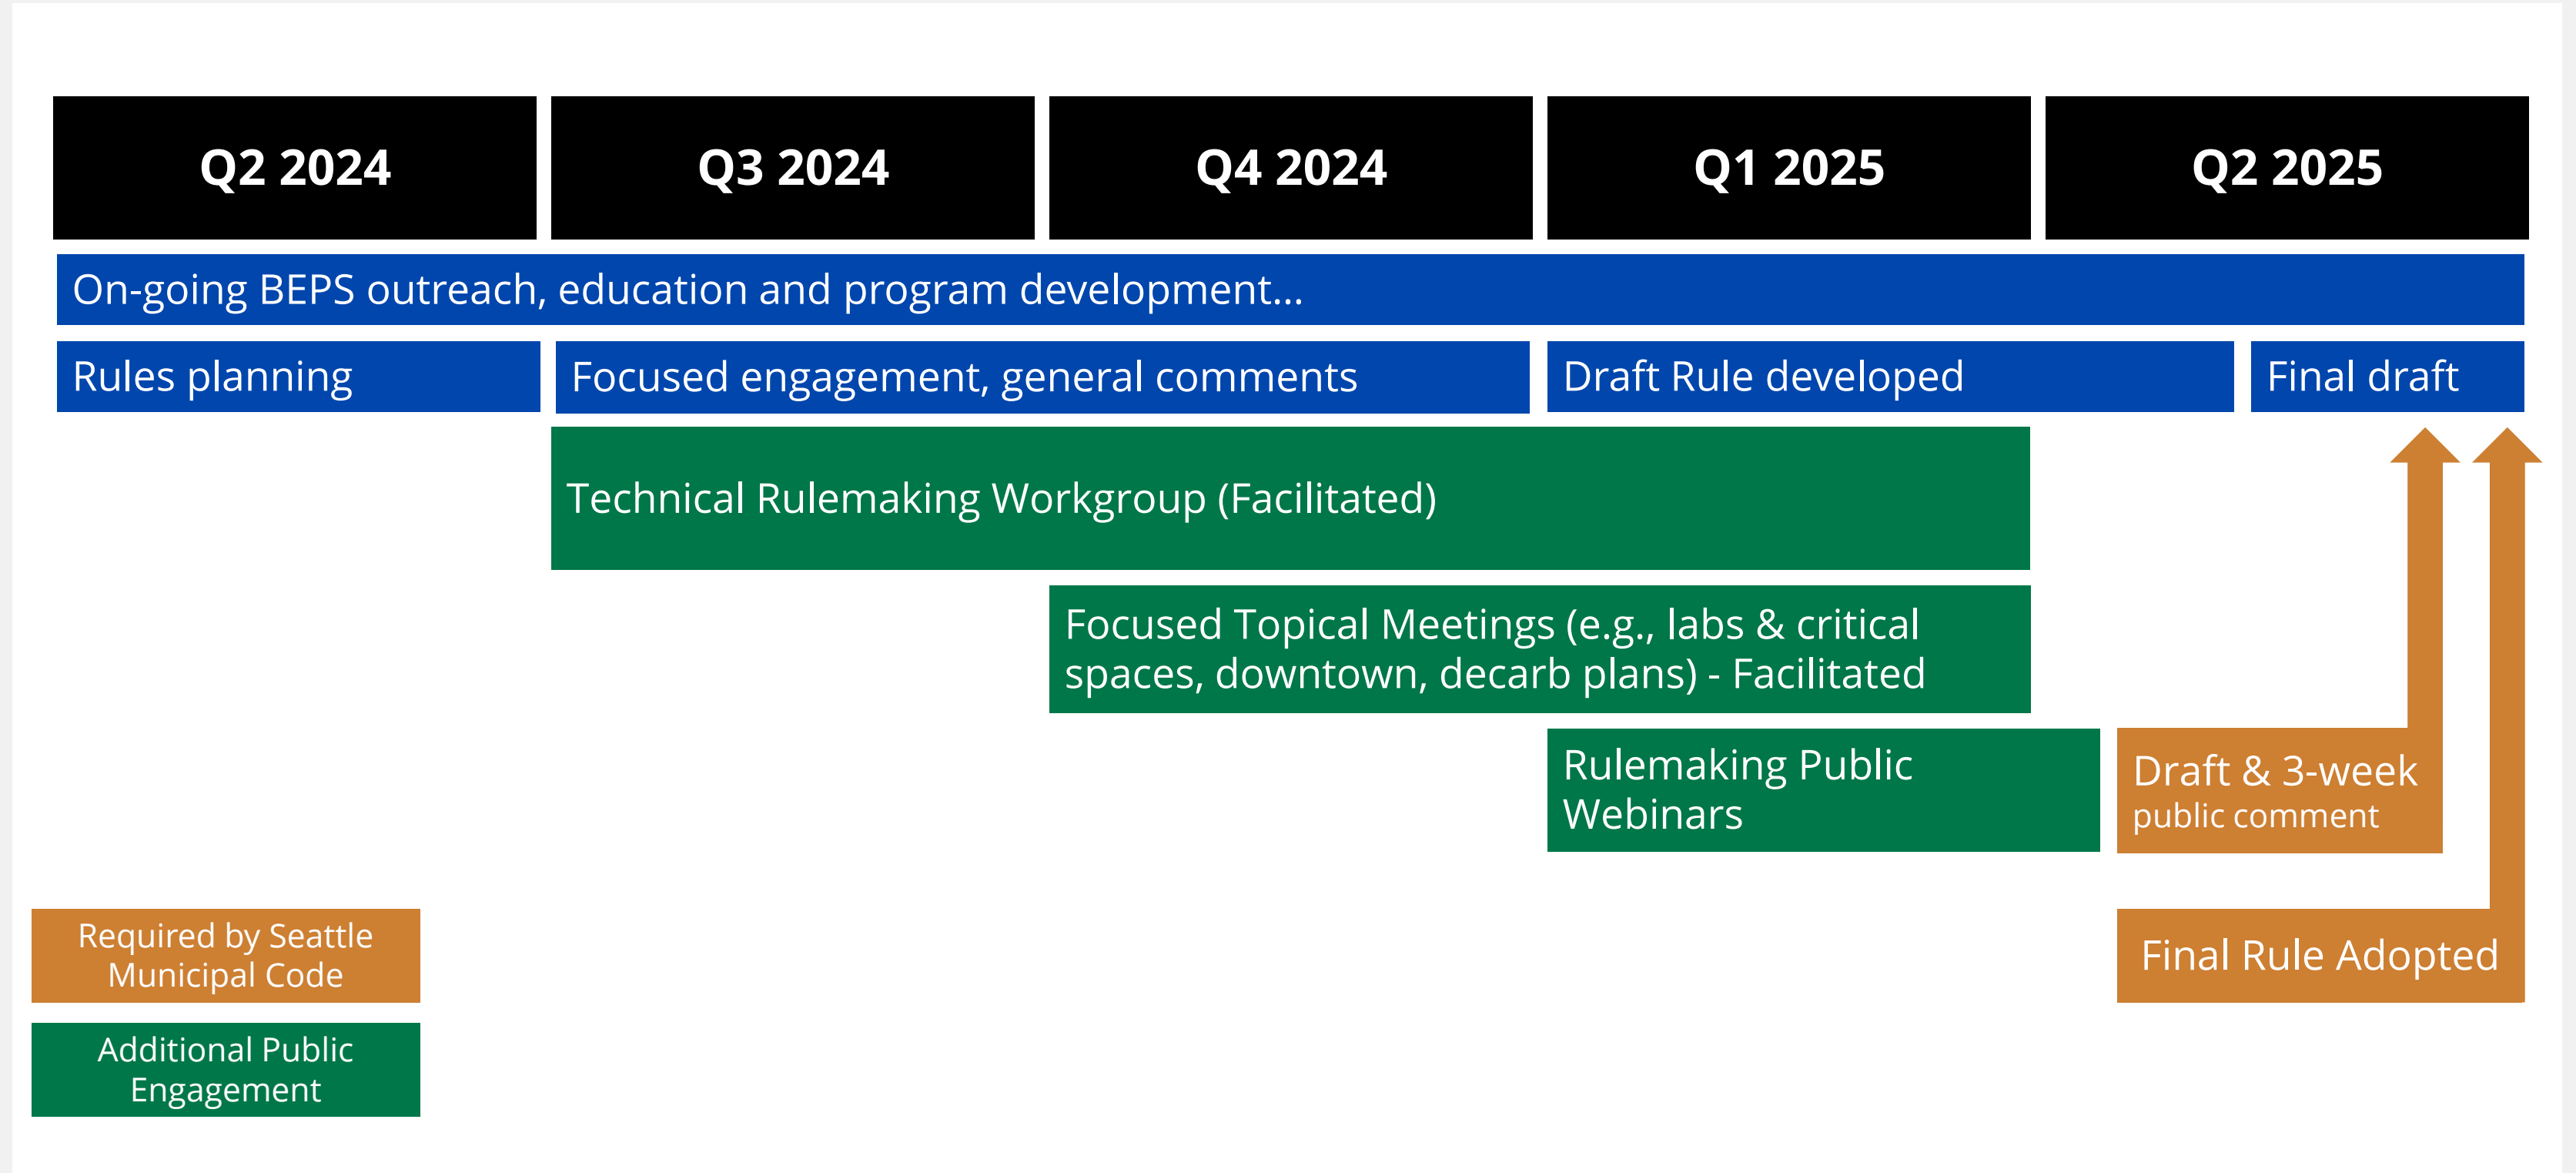 Q2 2024
Q3 2024
Q4 2024
Q1 2025
Q2 2025
On-going BEPS outreach, education and program development...
Rules planning
Focused engagement, general comments
Draft Rule developed
Final draft
Technical Rulemaking Workgroup (Facilitated)
Focused Topical Meetings (e.g., labs & critical
spaces, downtown, decarb plans) - Facilitated
Rulemaking Public
Webinars
Draft & 3-week
public comment
Final Rule Adopted
Required by Seattle
Municipal Code
Additional Public
Engagement